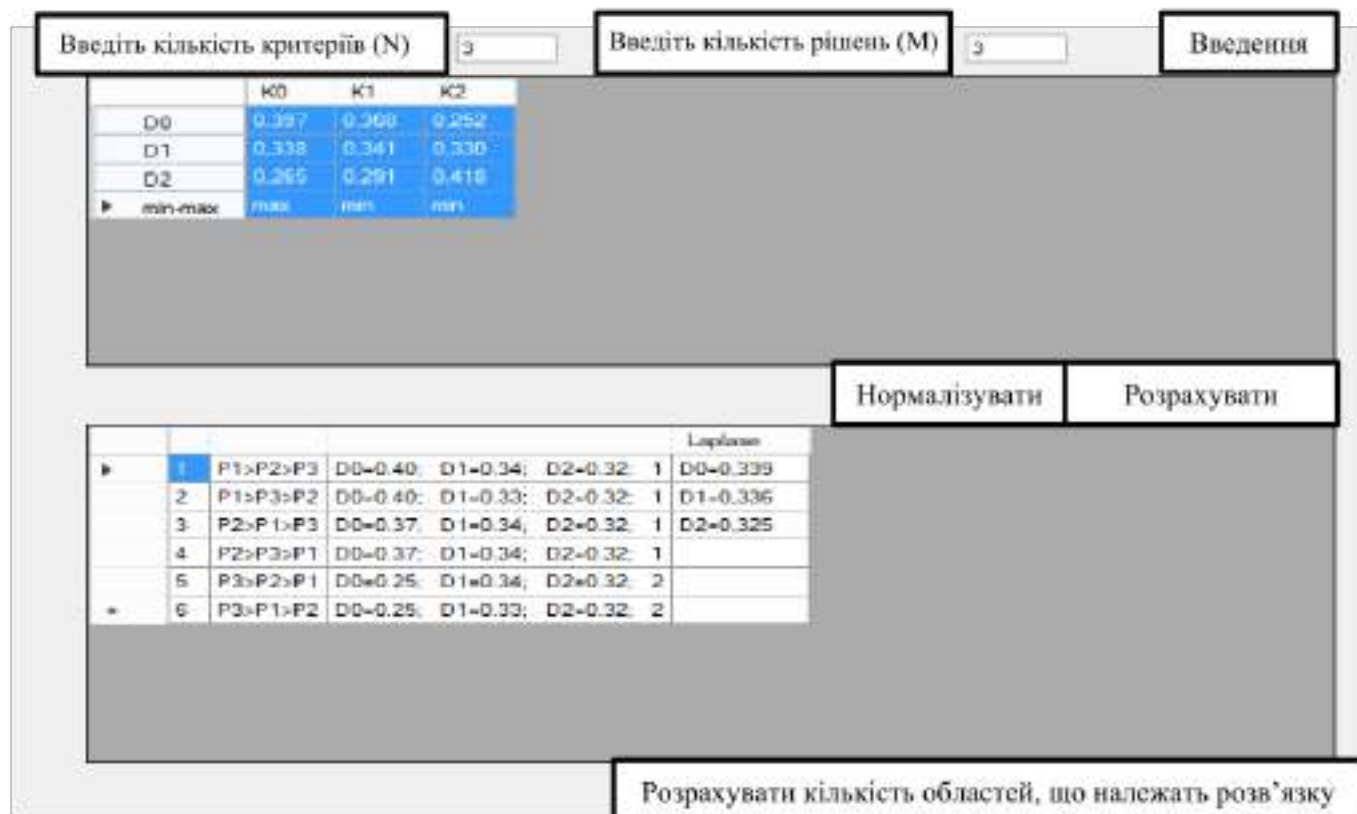 Введіть кількість критеріїв (N) 3 Введіть кількість рішень (M) 3 Введення
K0 K1 K2
D0 0,397 0,368 0,252
D1 0,338 0,341 0,330
D2 0,265 0,291 0,418
min-max max min min
Нормалізувати Розрахувати
Laplase
1 P1>P2>P3 D0=0.40; D1=0.34; D2=0.32; 1 D0=0.339
2 P1>P3>P2 D0=0.40; D1=0.33; D2=0.32; 1 D1=0.336
3 P2>P1>P3 D0=0.37; D1=0.34; D2=0.32; 1 D2=0.325
4 P2>P3>P1 D0=0.37; D1=0.34; D2=0.32; 1
5 P3>P2>P1 D0=0.25; D1=0.34; D2=0.32; 2
6 P3>P1>P2 D0=0.25; D1=0.33; D2=0.32; 2
Розрахувати кількість областей, що належать розв’язку